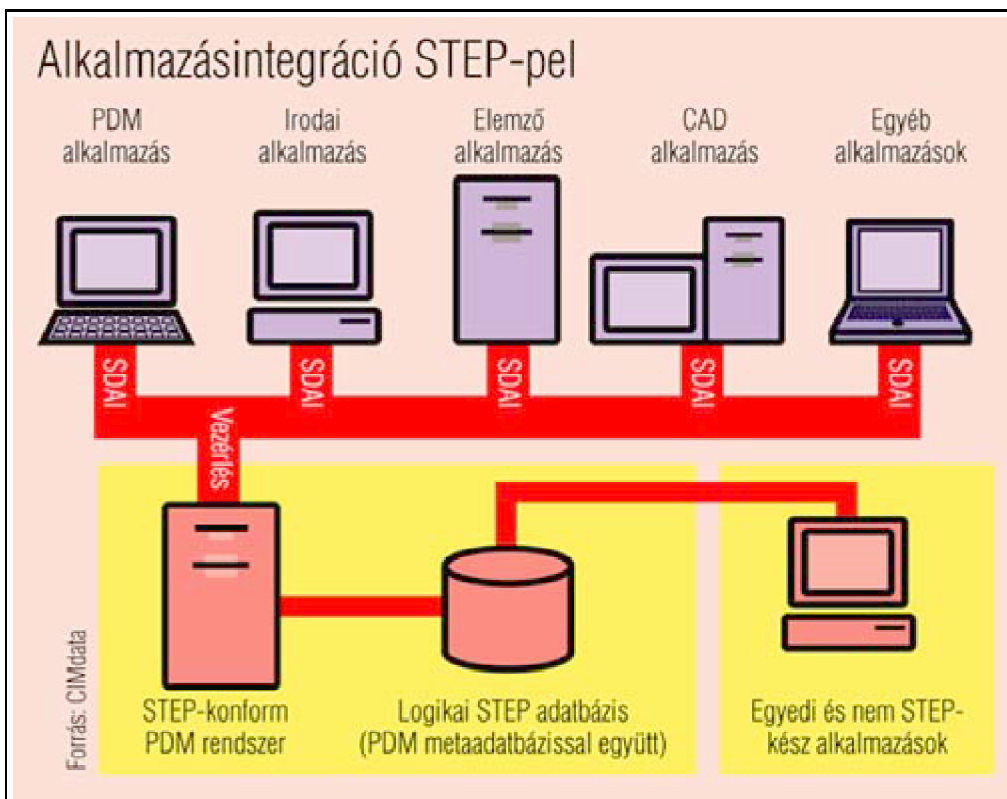 Alkalmazásintegráció STEP-pel
PDM
alkalmazás
Irodai
alkalmazás
Elemző
alkalmazás
CAD
alkalmazás
Egyéb
alkalmazások
SDAI
SDAI
SDAI
SDAI
SDAI
Vezérlés
STEP-konform
PDM rendszer
Logikai STEP adatbázis
(PDM metaadatbázissal együtt)
Egyedi és nem STEP-
kész alkalmazások
Forrás: CIMdata